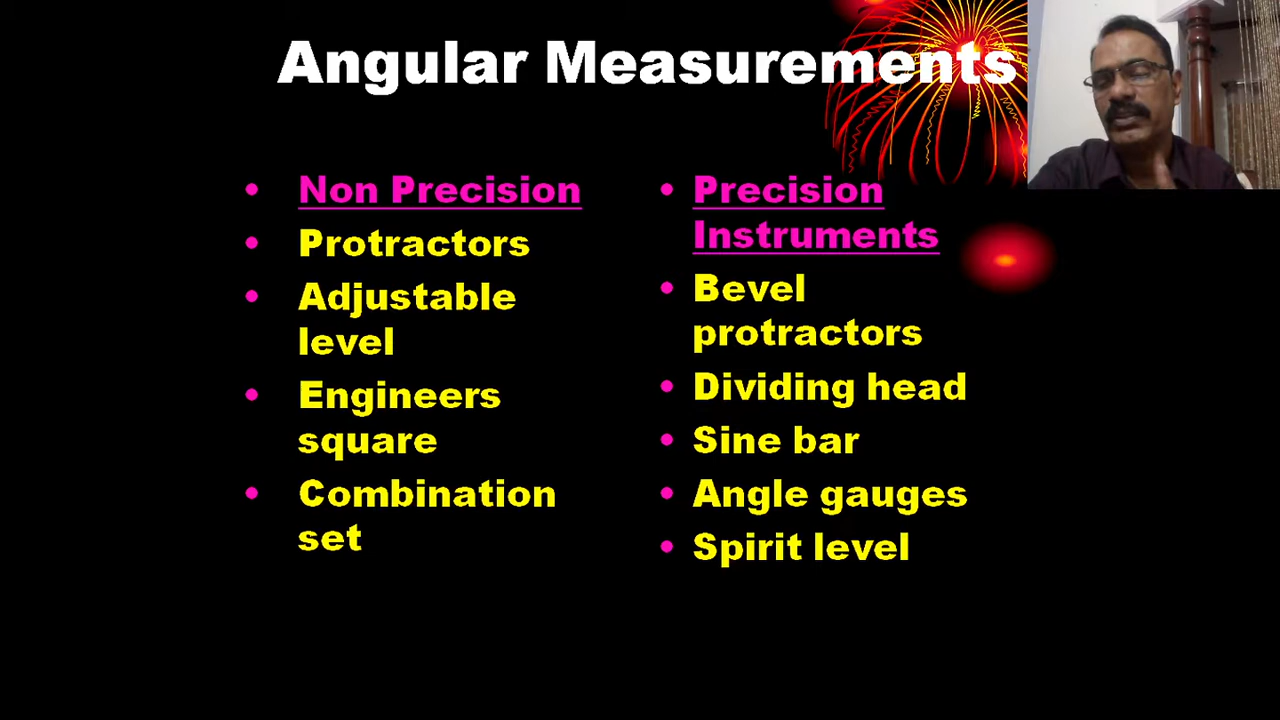 Angular Measurements
• Non Precision
• Protractors
• Adjustable
level
• Engineers
square
• Combination
set
• Precision
Instruments
• Bevel
protractors
• Dividing head
• Sine bar
• Angle gauges
• Spirit level